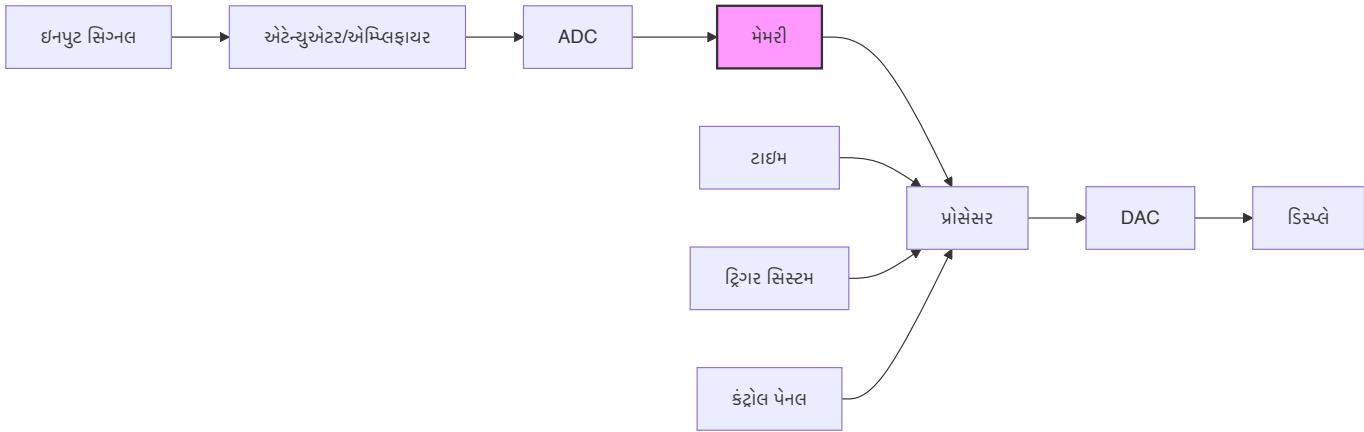 ઇનપુટ સિગ્નલ
એટેન્યુએટર/એમ્પ્લિફાયર
ADC
મેમરી
ટાઇમ
પ્રોસેસર
DAC
ડિસ્પ્લે
ટ્રિગર સિસ્ટમ
કંટ્રોલ પેનલ